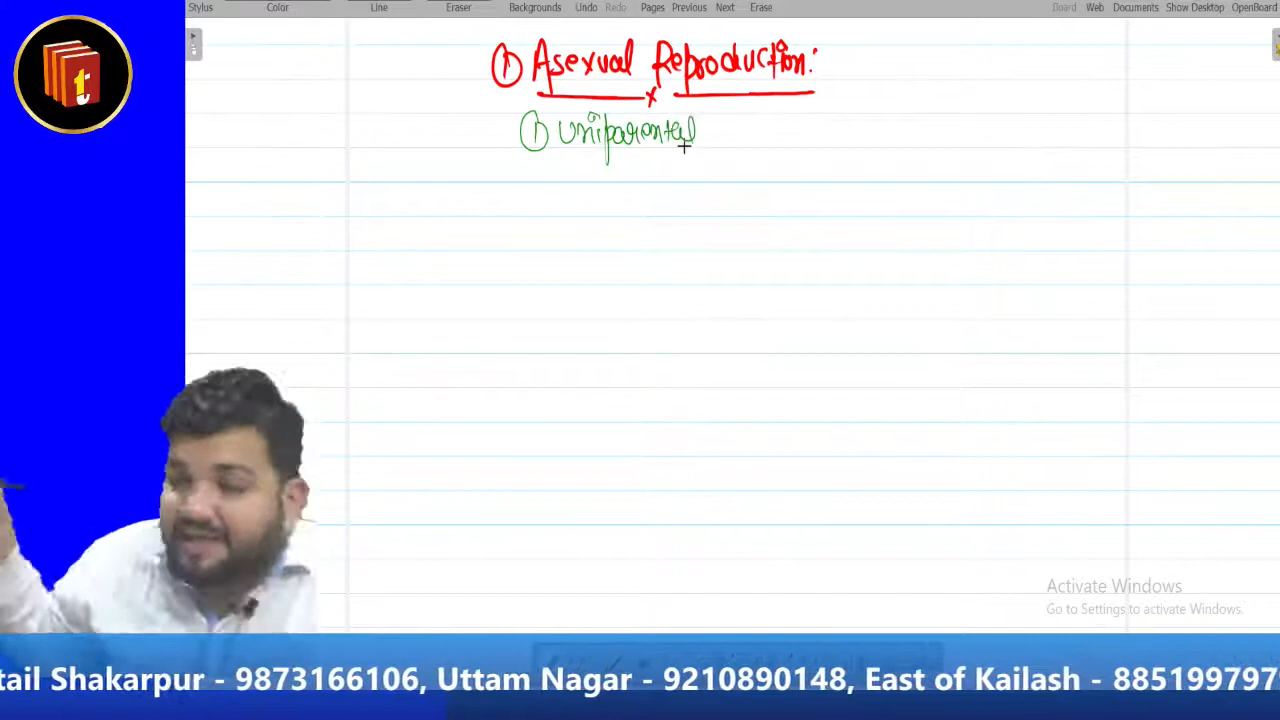 Stylus Color Line Eraser Backgrounds Undo Redo Pages Previous Next Erase Board Web Documents Show Desktop OpenBoard
① Asexual Reproduction:
① Uniparental
t
Activate Windows
Go to Settings to activate Windows.
tail Shakarpur - 9873166106, Uttam Nagar - 9210890148, East of Kailash - 885199797